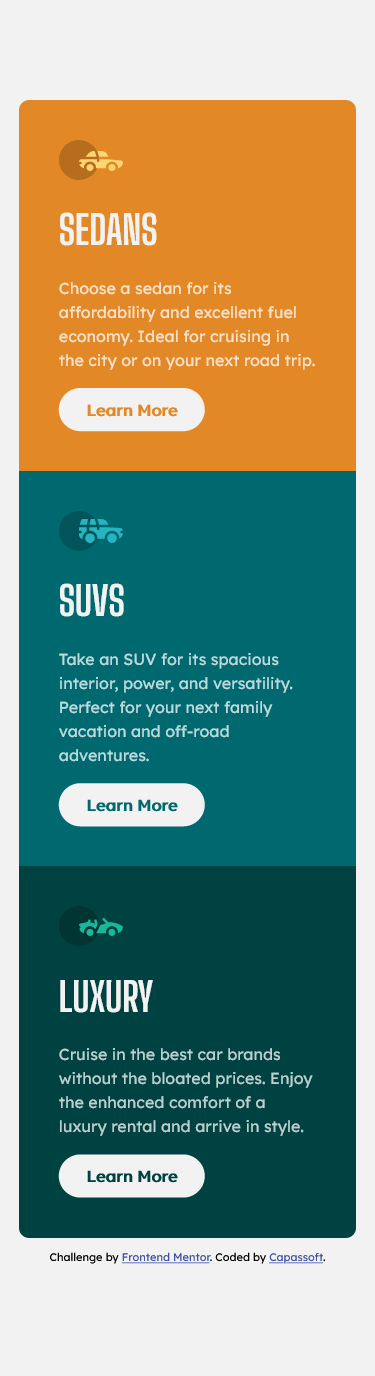 SEDANS
Choose a sedan for its
affordability and excellent fuel
economy. Ideal for cruising in
the city or on your next road trip.
Learn More
SUVS
Take an SUV for its spacious
interior, power, and versatility.
Perfect for your next family
vacation and off-road
adventures.
Learn More
LUXURY
Cruise in the best car brands
without the bloated prices. Enjoy
the enhanced comfort of a
luxury rental and arrive in style.
Learn More
Challenge by Frontend Mentor. Coded by Capassoft.